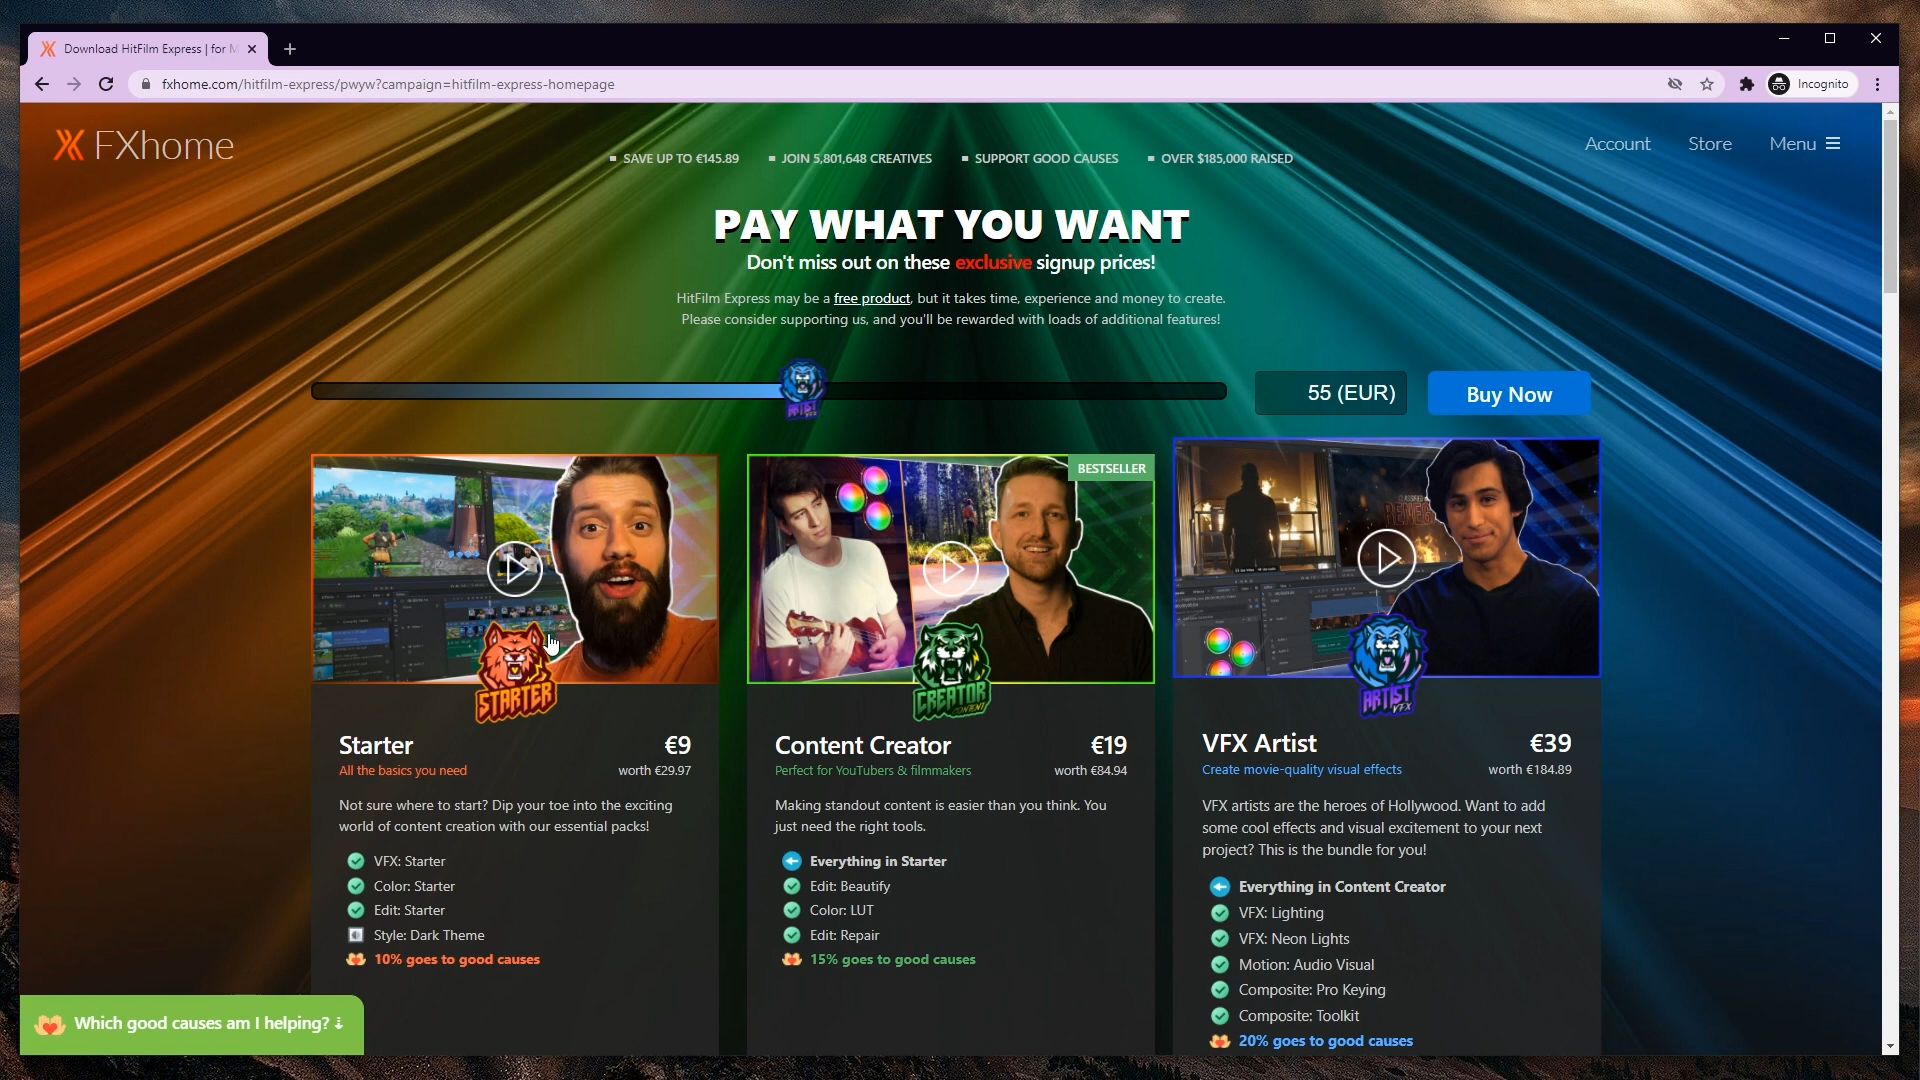 Download HitFilm Express | for M
fxhome.com/hitfilm-express/pwyw?campaign=hitfilm-express-homepage
Incognito
FXhome
SAVE UP TO €145.89
JOIN 5,801,648 CREATIVES
SUPPORT GOOD CAUSES
OVER $185,000 RAISED
Account
Store
Menu
PAY WHAT YOU WANT
Don't miss out on these exclusive signup prices!
HitFilm Express may be a free product, but it takes time, experience and money to create.
Please consider supporting us, and you'll be rewarded with loads of additional features!
ARTIST
55 (EUR)
Buy Now
BESTSELLER
STARTER
CREATOR
CONTENT
ARTIST
VFX
Starter
€9
All the basics you need
worth €29.97
Not sure where to start? Dip your toe into the exciting
world of content creation with our essential packs!
VFX: Starter
Color: Starter
Edit: Starter
Style: Dark Theme
10% goes to good causes
Content Creator
€19
Perfect for YouTubers & filmmakers
worth €84.94
Making standout content is easier than you think. You
just need the right tools.
Everything in Starter
Edit: Beautify
Color: LUT
Edit: Repair
15% goes to good causes
VFX Artist
€39
Create movie-quality visual effects
worth €184.89
VFX artists are the heroes of Hollywood. Want to add
some cool effects and visual excitement to your next
project? This is the bundle for you!
Everything in Content Creator
VFX: Lighting
VFX: Neon Lights
Motion: Audio Visual
Composite: Pro Keying
Composite: Toolkit
20% goes to good causes
Which good causes am I helping?